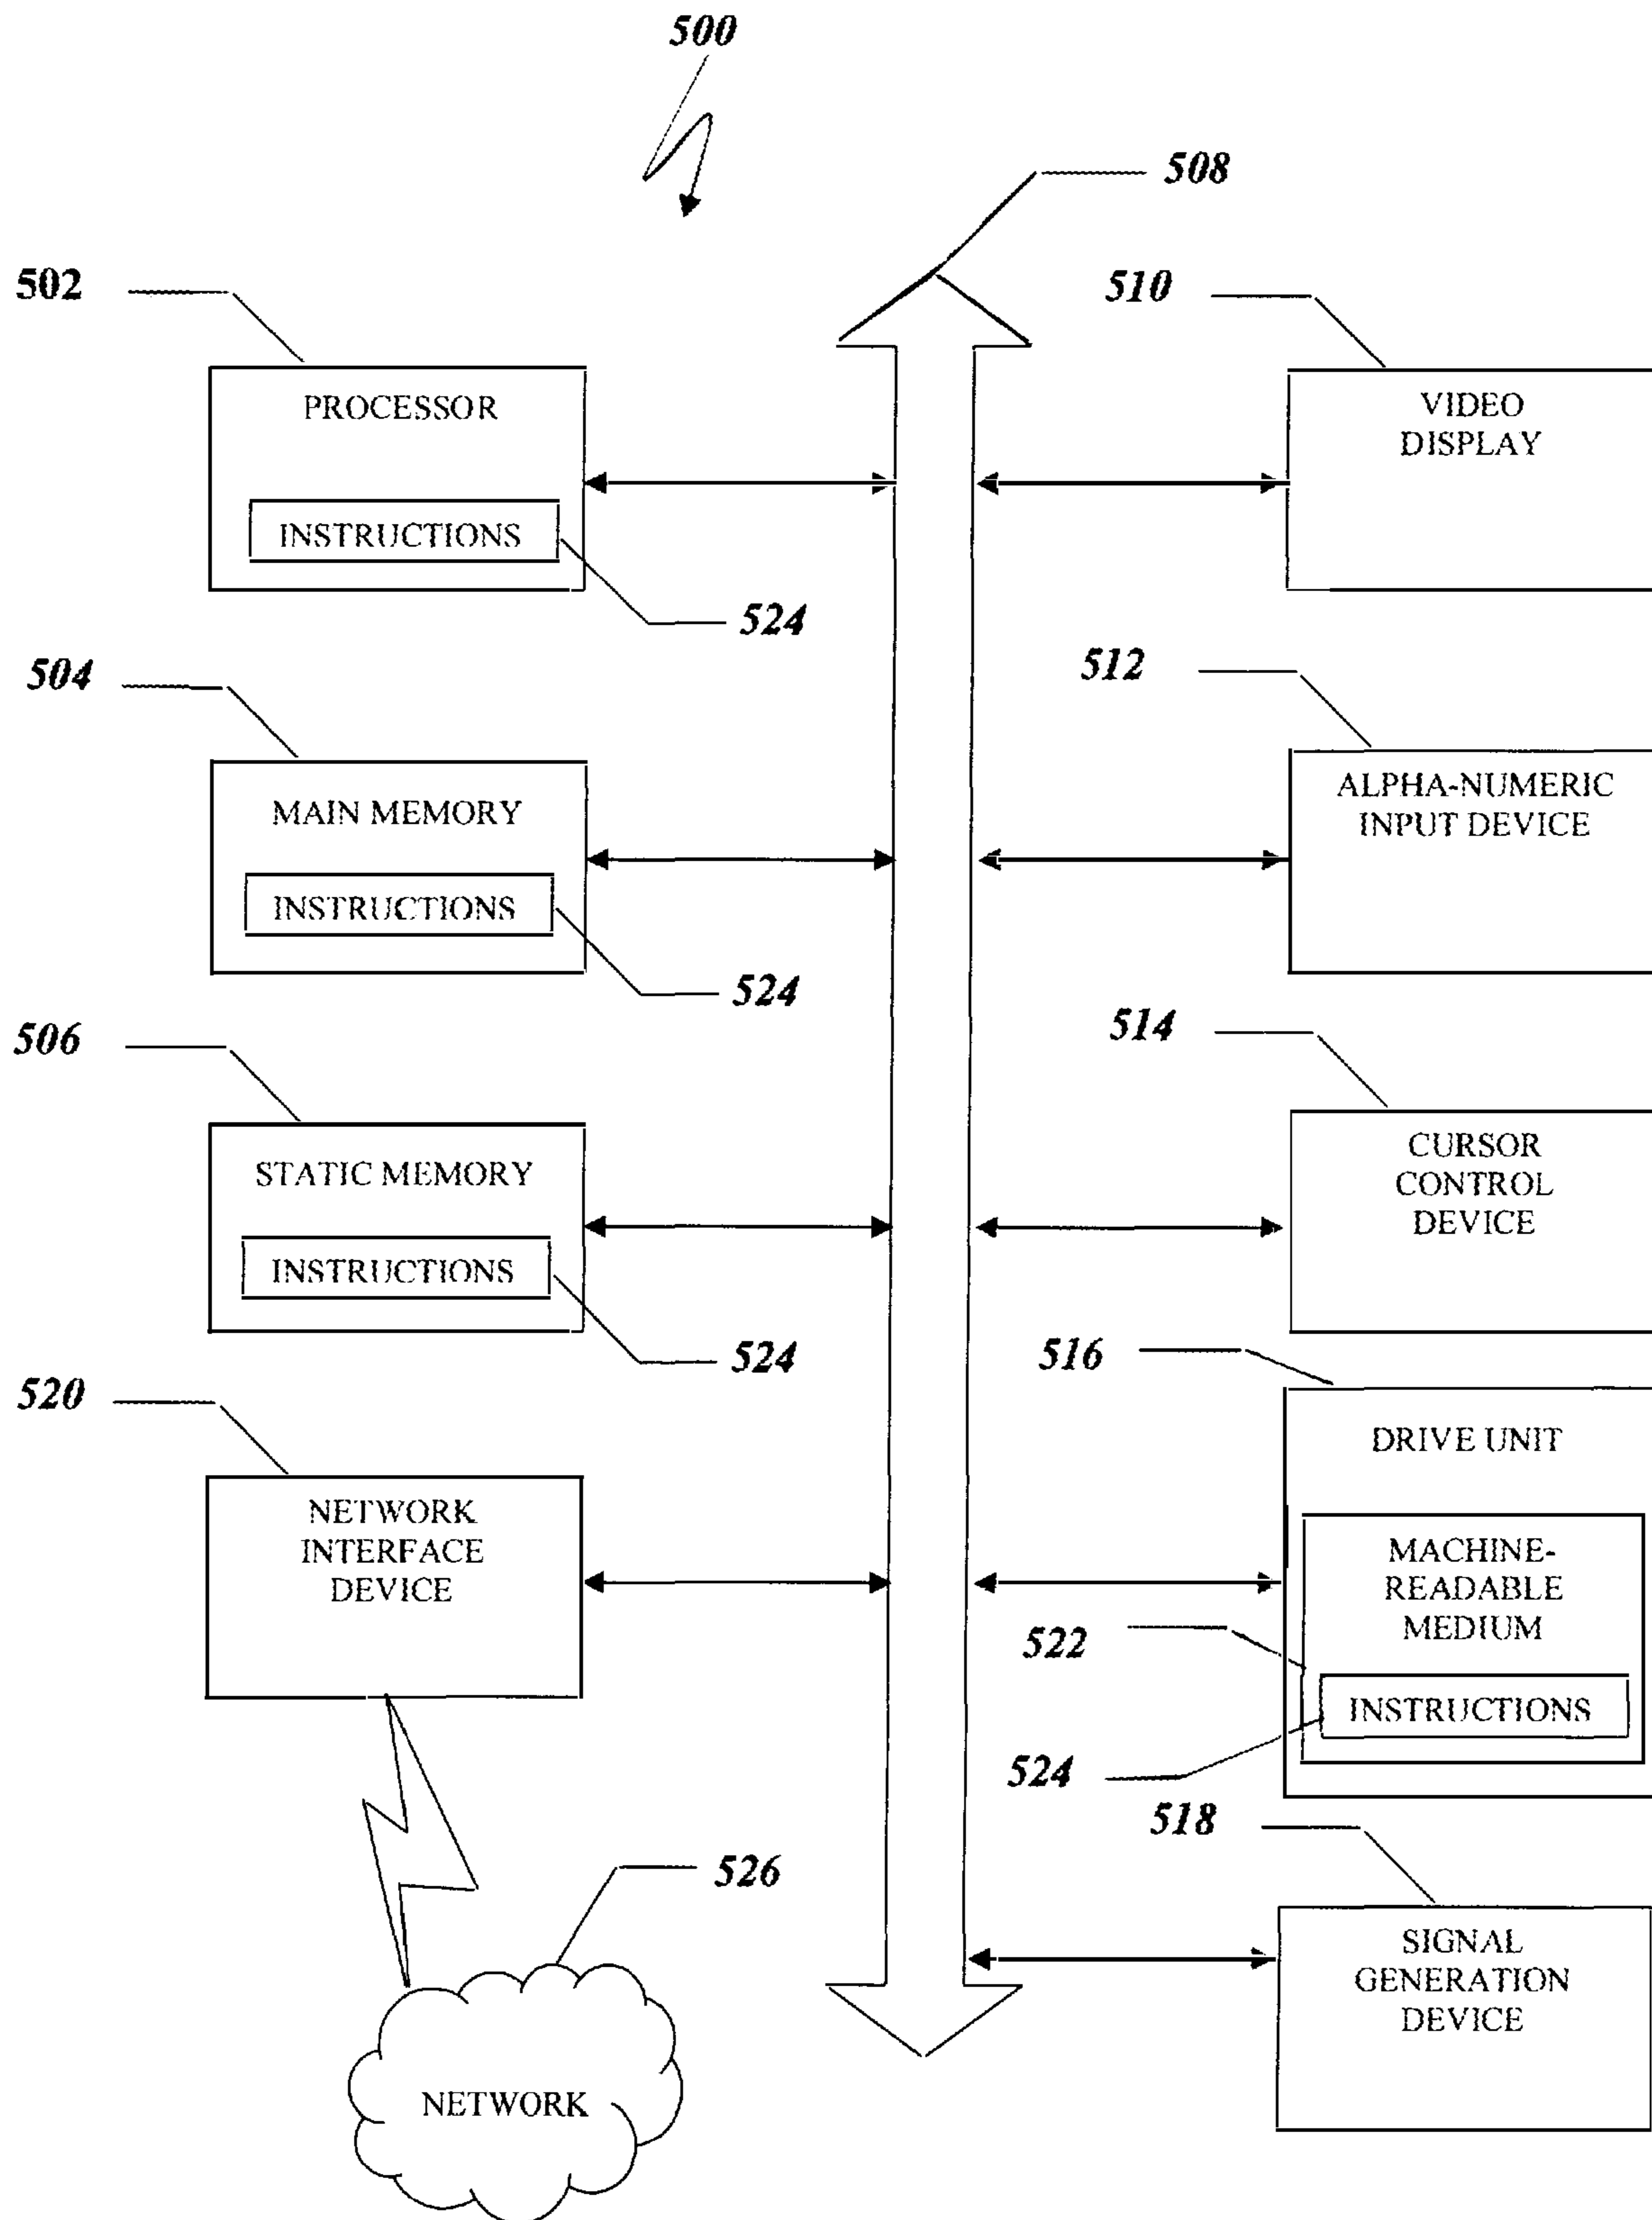 500
508
502
PROCESSOR
INSTRUCTIONS
524
510
VIDEO
DISPLAY
504
MAIN MEMORY
INSTRUCTIONS
524
512
ALPHA-NUMERIC
INPUT DEVICE
506
STATIC MEMORY
INSTRUCTIONS
524
514
CURSOR
CONTROL
DEVICE
520
NETWORK
INTERFACE
DEVICE
516
DRIVE UNIT
MACHINE-
READABLE
MEDIUM
522
INSTRUCTIONS
524
526
NETWORK
518
SIGNAL
GENERATION
DEVICE